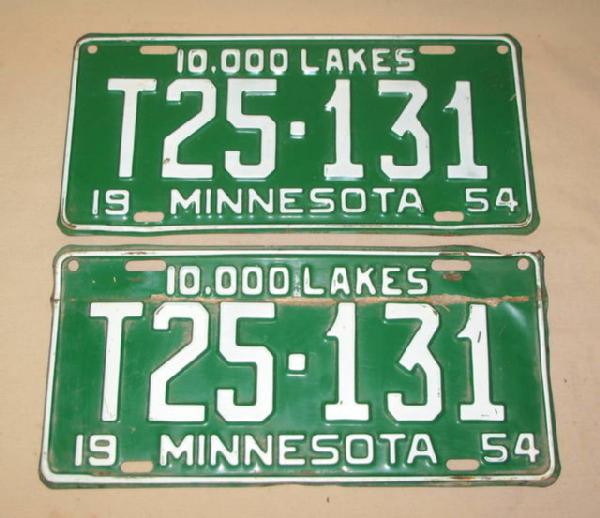 10,000 LAKES
T25·131
19 MINNESOTA 54
10,000 LAKES
T25·131
19 MINNESOTA 54